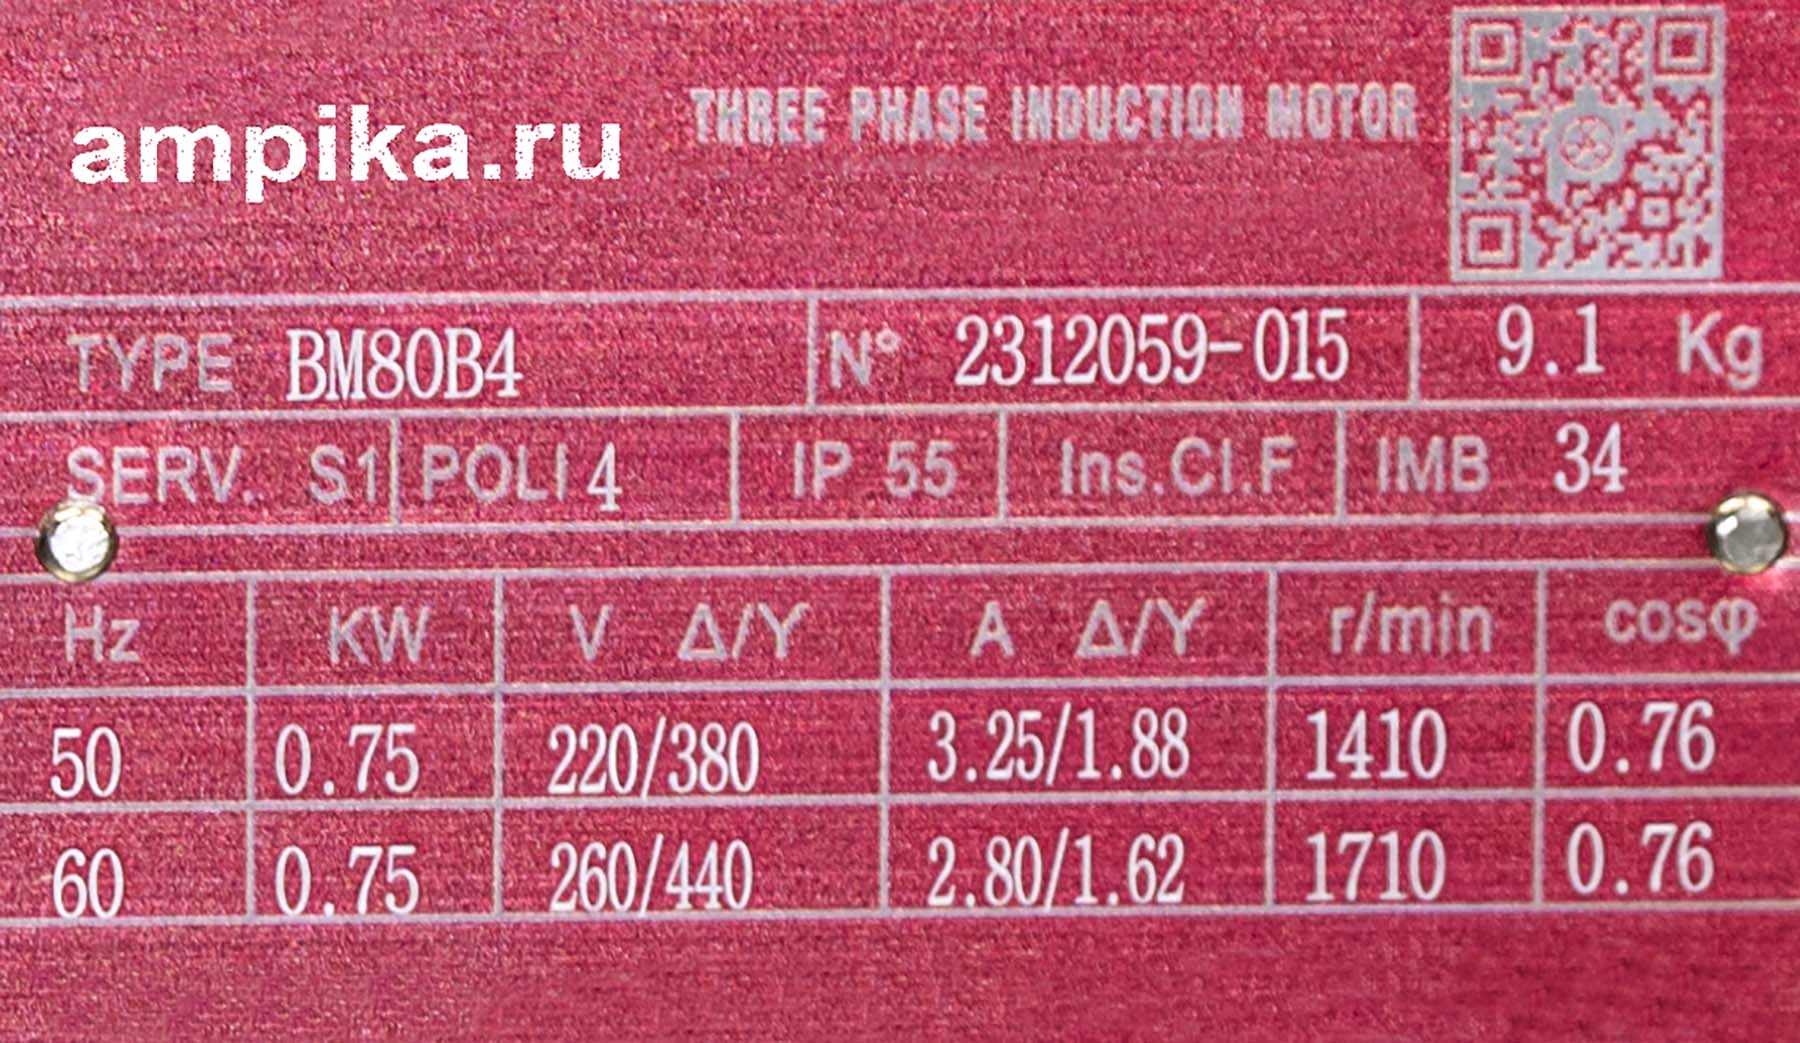 ampika.ru
THREE PHASE INDUCTION MOTOR
TYPE BM80B4 N° 2312059-015 9.1 Kg
SERV. S1 POLI 4 IP 55 Ins.Cl.F IMB 34
Hz KW V Δ/Y A Δ/Y r/min cosφ
50 0.75 220/380 3.25/1.88 1410 0.76
60 0.75 260/440 2.80/1.62 1710 0.76